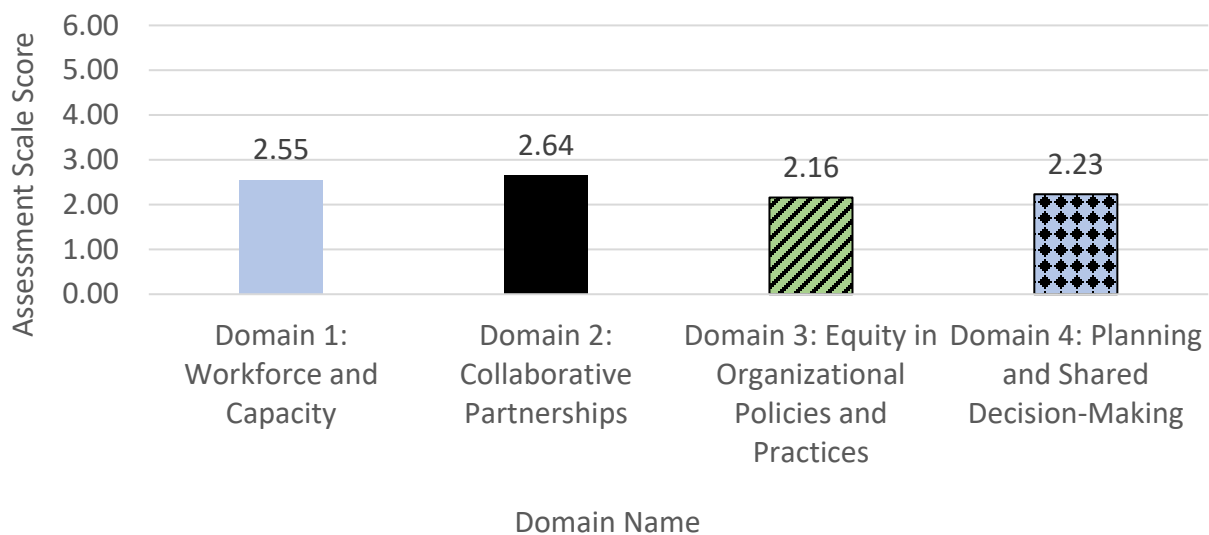 Assessment Scale Score
6.00
5.00
4.00
3.00
2.00
1.00
0.00
2.55
2.64
2.16
2.23
Domain 1:
Workforce and
Capacity
Domain 2:
Collaborative
Partnerships
Domain 3: Equity in
Organizational
Policies and
Practices
Domain 4: Planning
and Shared
Decision-Making
Domain Name